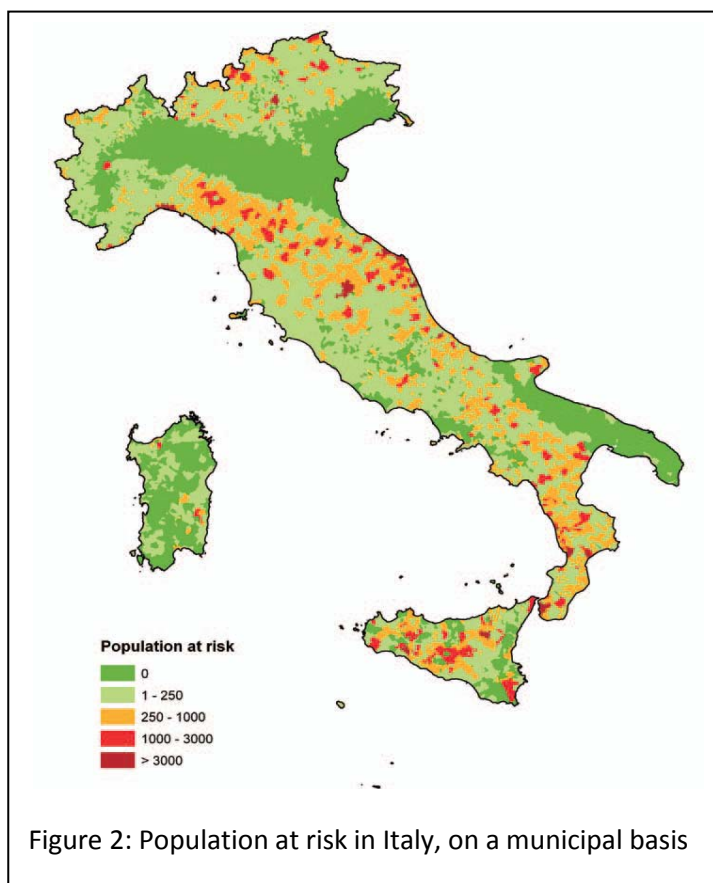 Population at risk
0
1 - 250
250 - 1000
1000 - 3000
> 3000
Figure 2: Population at risk in Italy, on a municipal basis